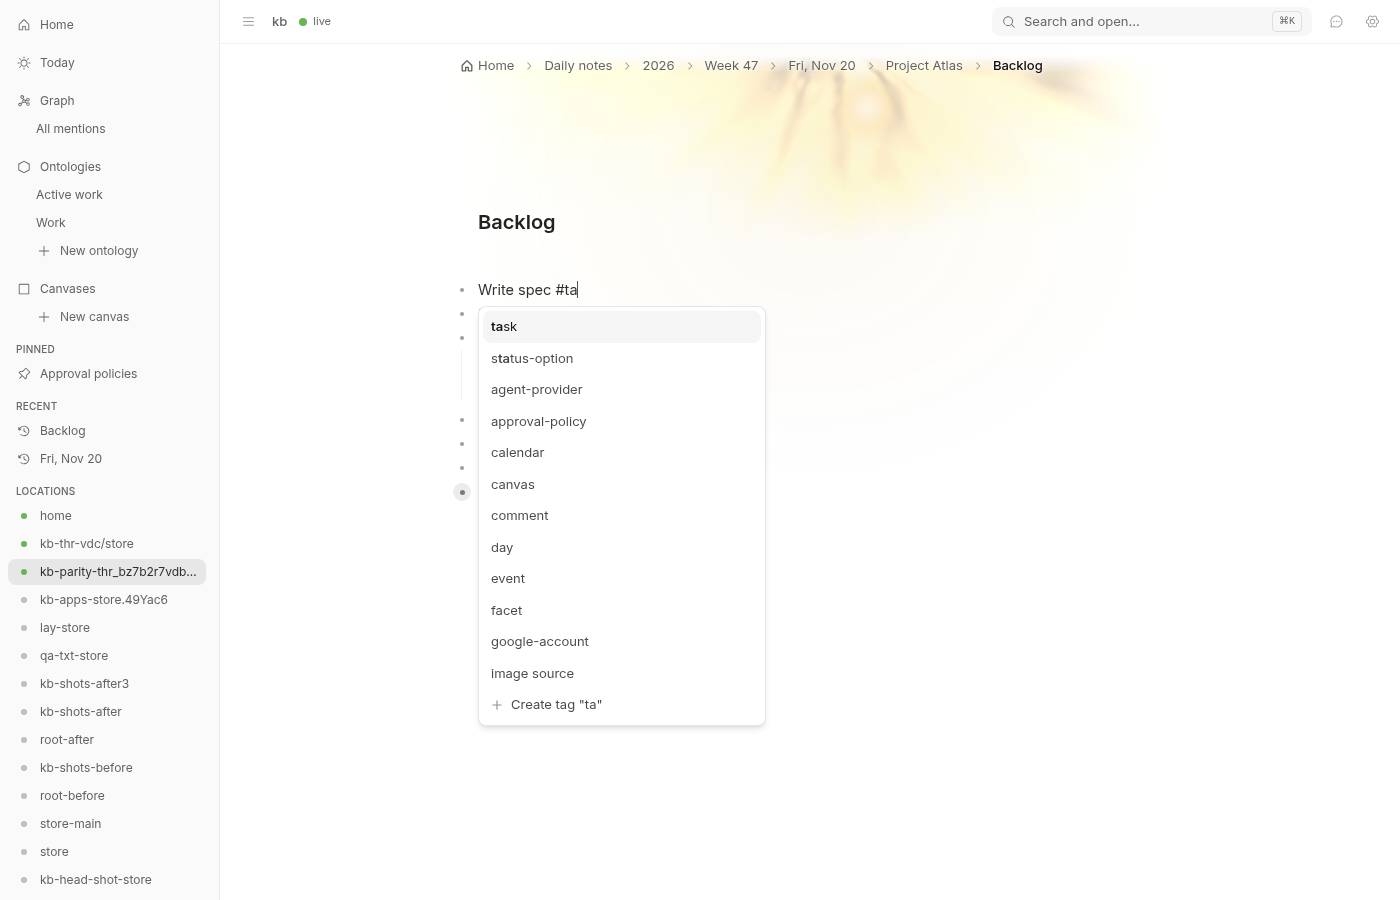 Home
Today
Graph
All mentions
Ontologies
Active work
Work
New ontology
Canvases
New canvas
PINNED
Approval policies
RECENT
Backlog
Fri, Nov 20
LOCATIONS
home
kb-thr-vdc/store
kb-parity-thr_bz7b2r7vdb...
kb-apps-store.49Yac6
lay-store
qa-txt-store
kb-shots-after3
kb-shots-after
root-after
kb-shots-before
root-before
store-main
store
kb-head-shot-store
kb live
Search and open... ⌘K
Home Daily notes 2026 Week 47 Fri, Nov 20 Project Atlas Backlog
Backlog
Write spec #ta
task
status-option
agent-provider
approval-policy
calendar
canvas
comment
day
event
facet
google-account
image source
Create tag "ta"